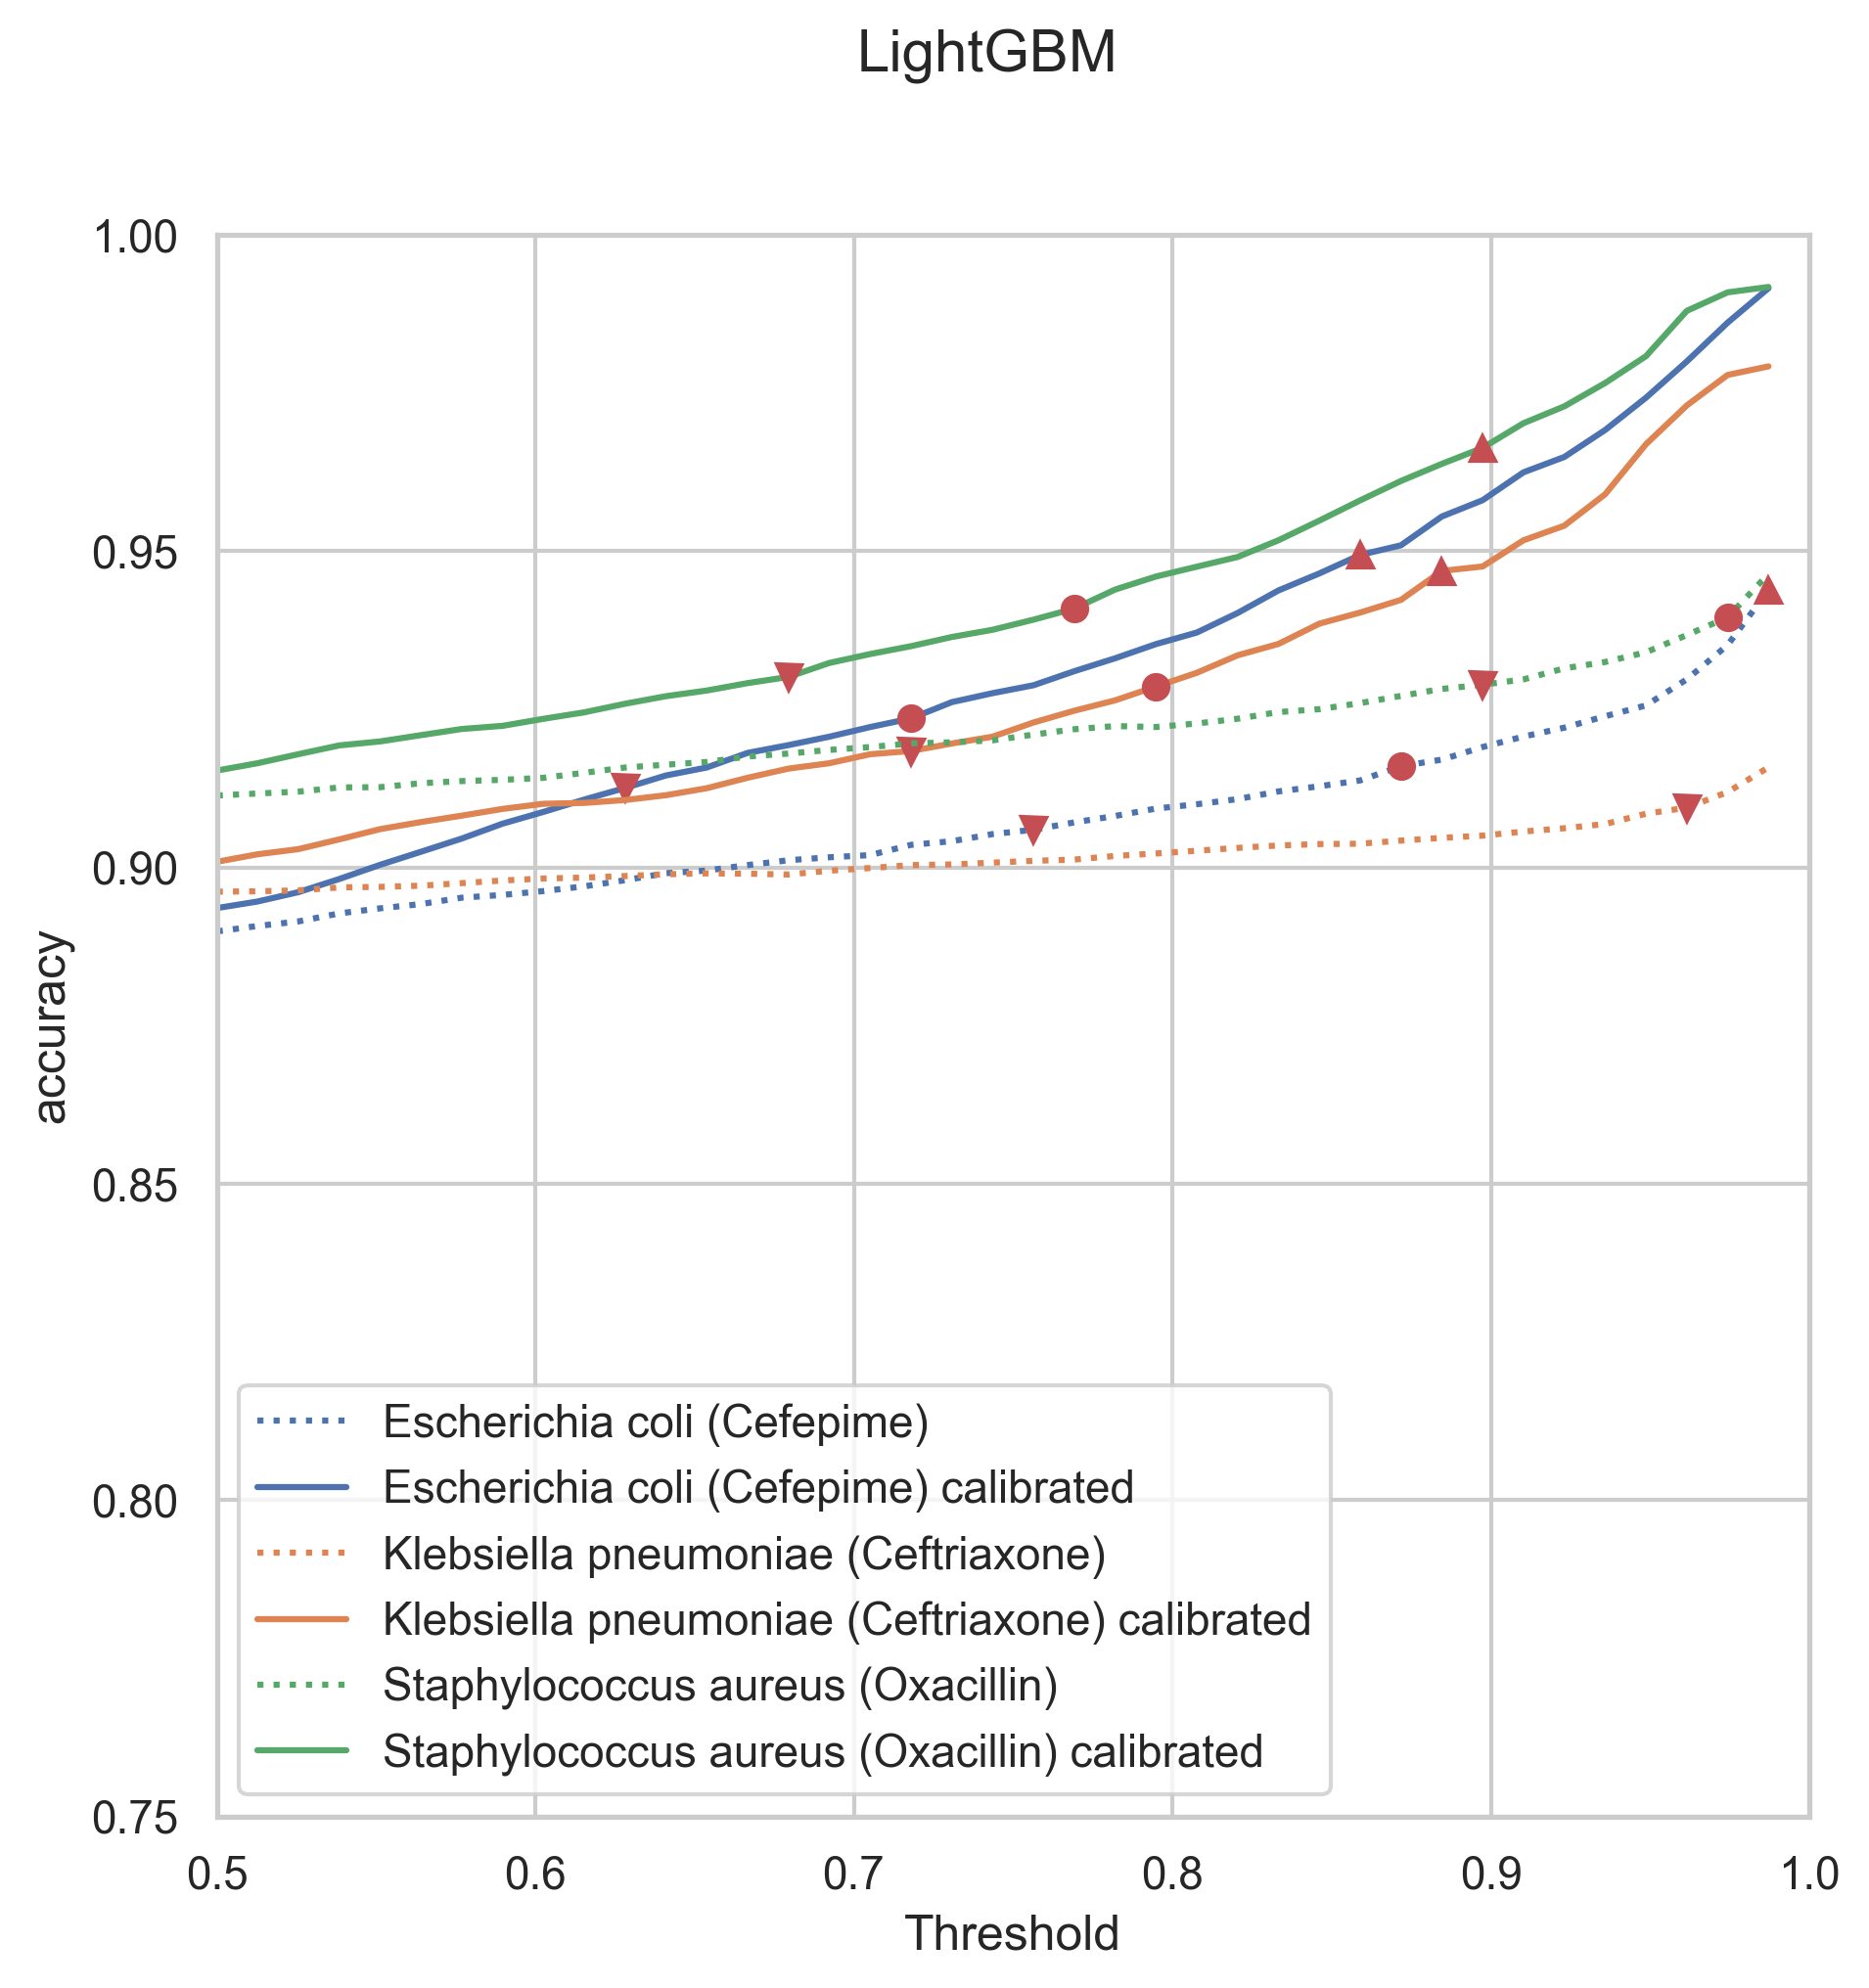 LightGBM
1.00
0.95
0.90
0.85
0.80
0.75
accuracy
Escherichia coli (Cefepime)
Escherichia coli (Cefepime) calibrated
Klebsiella pneumoniae (Ceftriaxone)
Klebsiella pneumoniae (Ceftriaxone) calibrated
Staphylococcus aureus (Oxacillin)
Staphylococcus aureus (Oxacillin) calibrated
0.5 0.6 0.7 0.8 0.9 1.0
Threshold